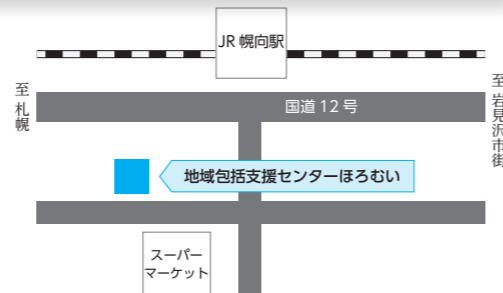 JR 幌向駅
至 札幌
国道 12 号
至 岩見沢市街
地域包括支援センターほろむい
スーパー
マーケット